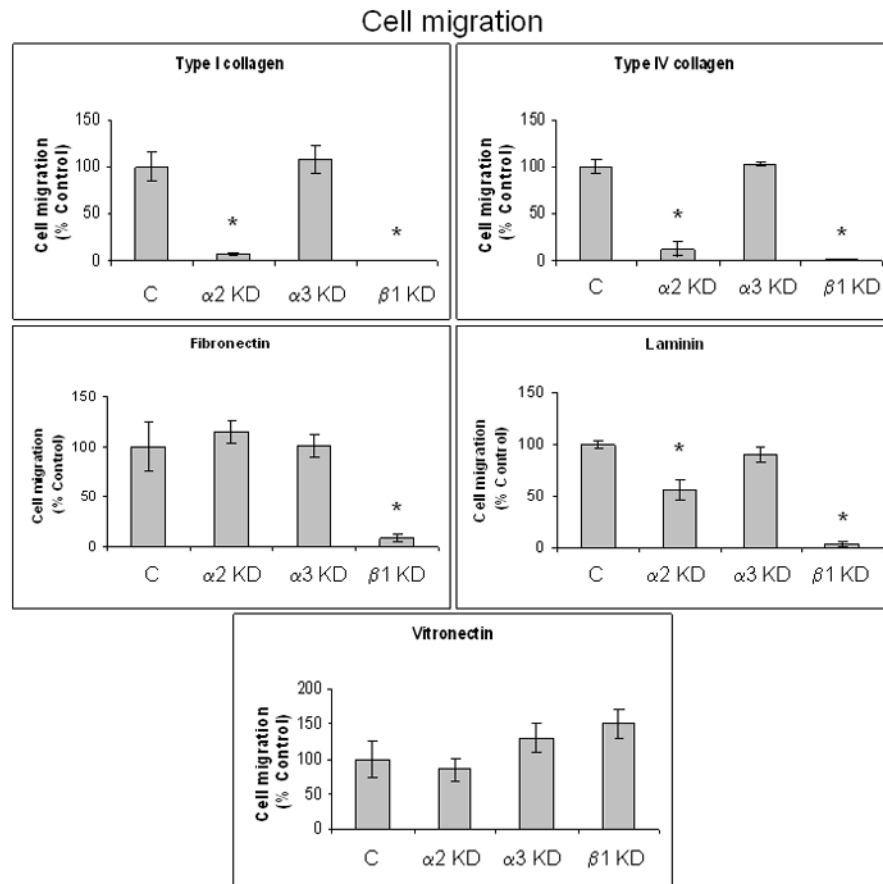 Cell migration
Type I collagen
Cell migration
(% Control)
150
100
50
0
*
*
C α2 KD α3 KD β1 KD
Type IV collagen
Cell migration
(% Control)
150
100
50
0
*
*
C α2 KD α3 KD β1 KD
Fibronectin
Cell migration
(% Control)
150
100
50
0
*
C α2 KD α3 KD β1 KD
Laminin
Cell migration
(% Control)
150
100
50
0
*
*
C α2 KD α3 KD β1 KD
Vitronectin
Cell migration
(% Control)
200
150
100
50
0
C α2 KD α3 KD β1 KD